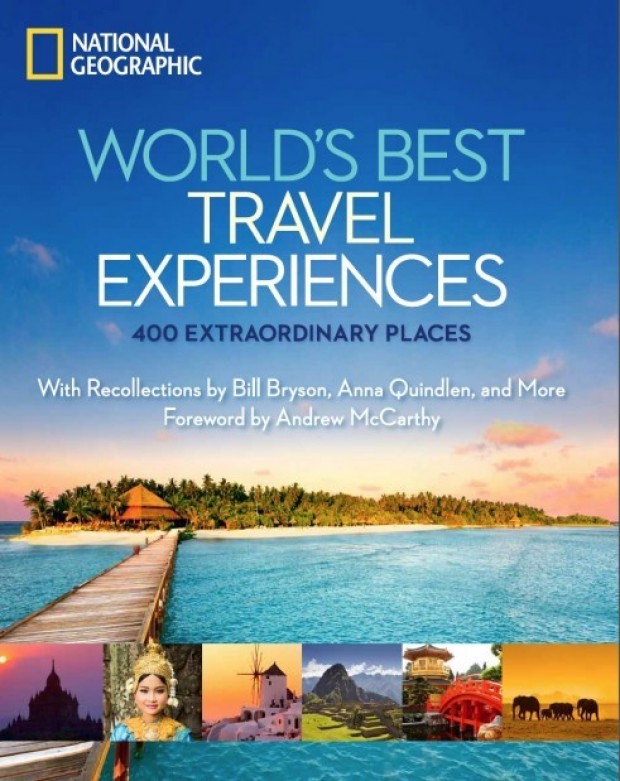 NATIONAL
GEOGRAPHIC
WORLD'S BEST
TRAVEL
EXPERIENCES
400 EXTRAORDINARY PLACES
With Recollections by Bill Bryson, Anna Quindlen, and More
Foreword by Andrew McCarthy